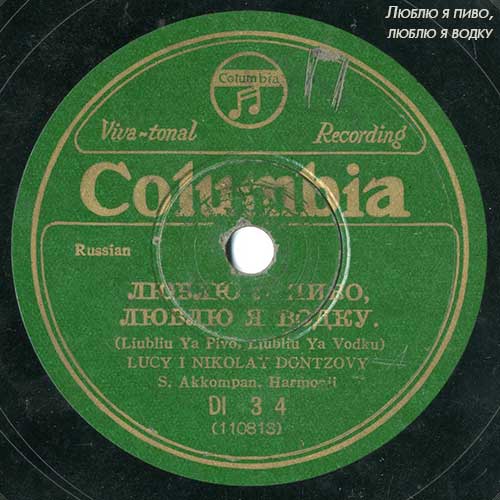 Люблю я пиво,
люблю я водку
Columbia
Viva-tonal Recording
Columbia
Russian
ЛЮБЛЮ Я ПИВО,
ЛЮБЛЮ Я ВОДКУ.
(Liubliu Ya Pivo, Liubliu Ya Vodku)
LUCY I NIKOLAY DONTZOVY
S. Akkompan. Harmonii
DI 34
(110813)